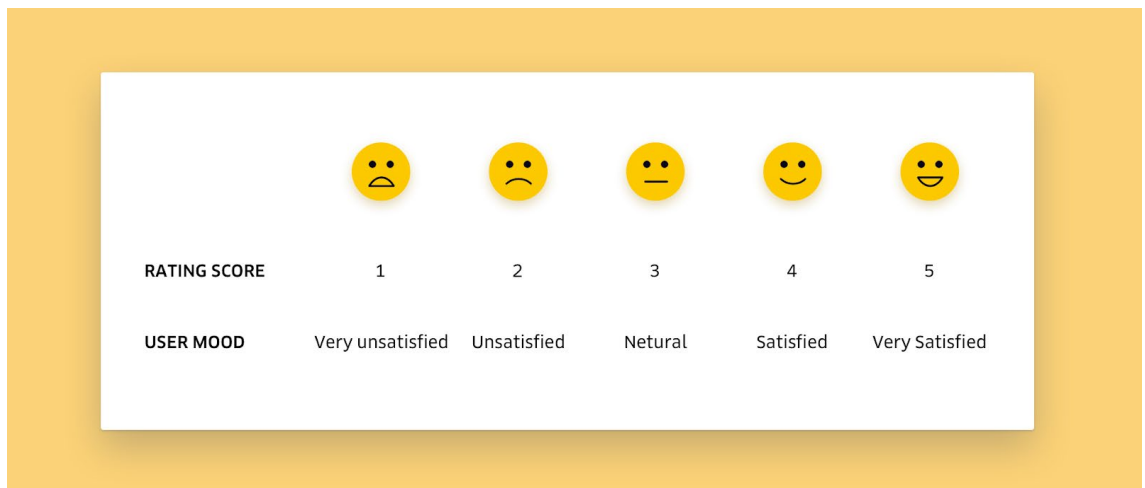 RATING SCORE 1 2 3 4 5
USER MOOD Very unsatisfied Unsatisfied Netural Satisfied Very Satisfied